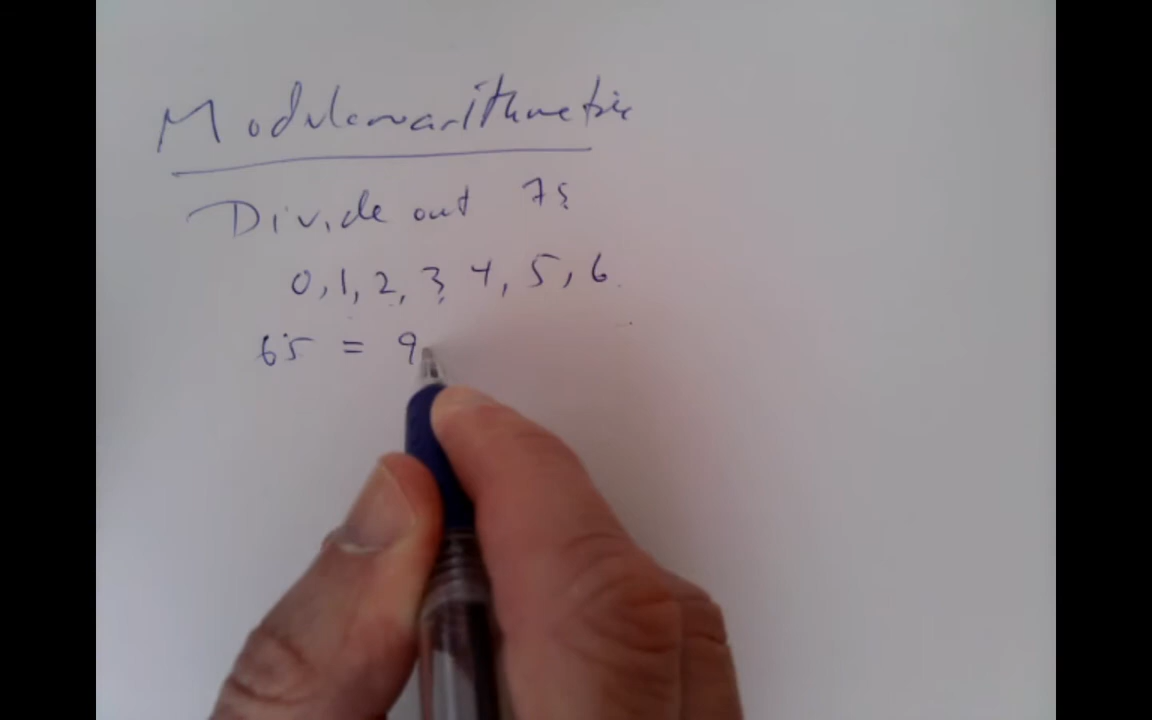 Modular arithmetic
Divide out 7s
0, 1, 2, 3, 4, 5, 6
65 = 9